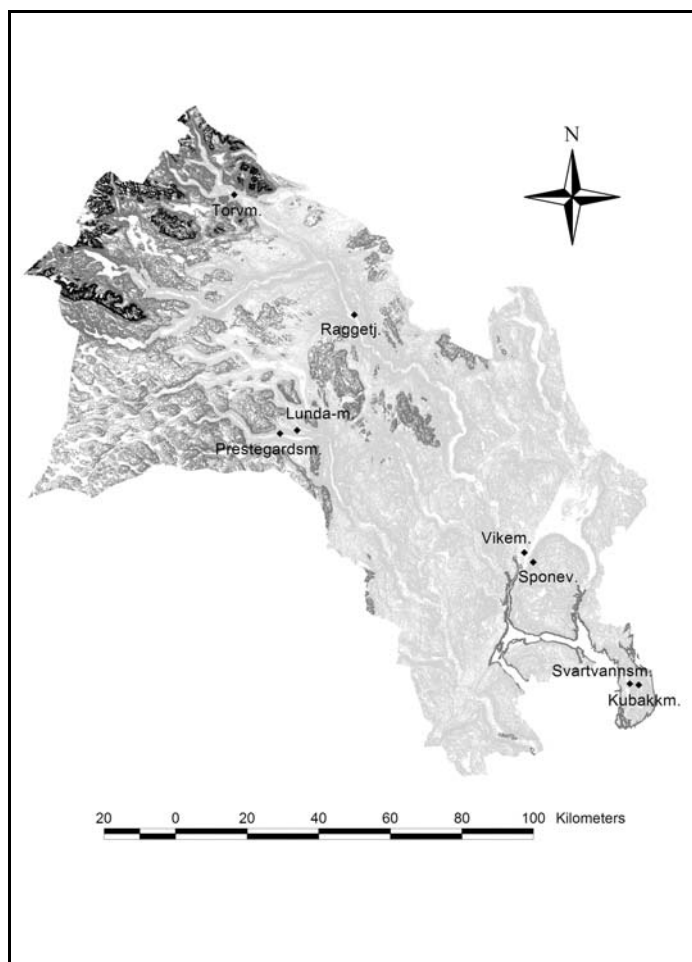 N
Torvm.
Raggetj.
Lunda-m.
Prestegardsm.
Vikem.
Sponev.
Svartvannsm.
Kubakkm.
20 0 20 40 60 80 100 Kilometers